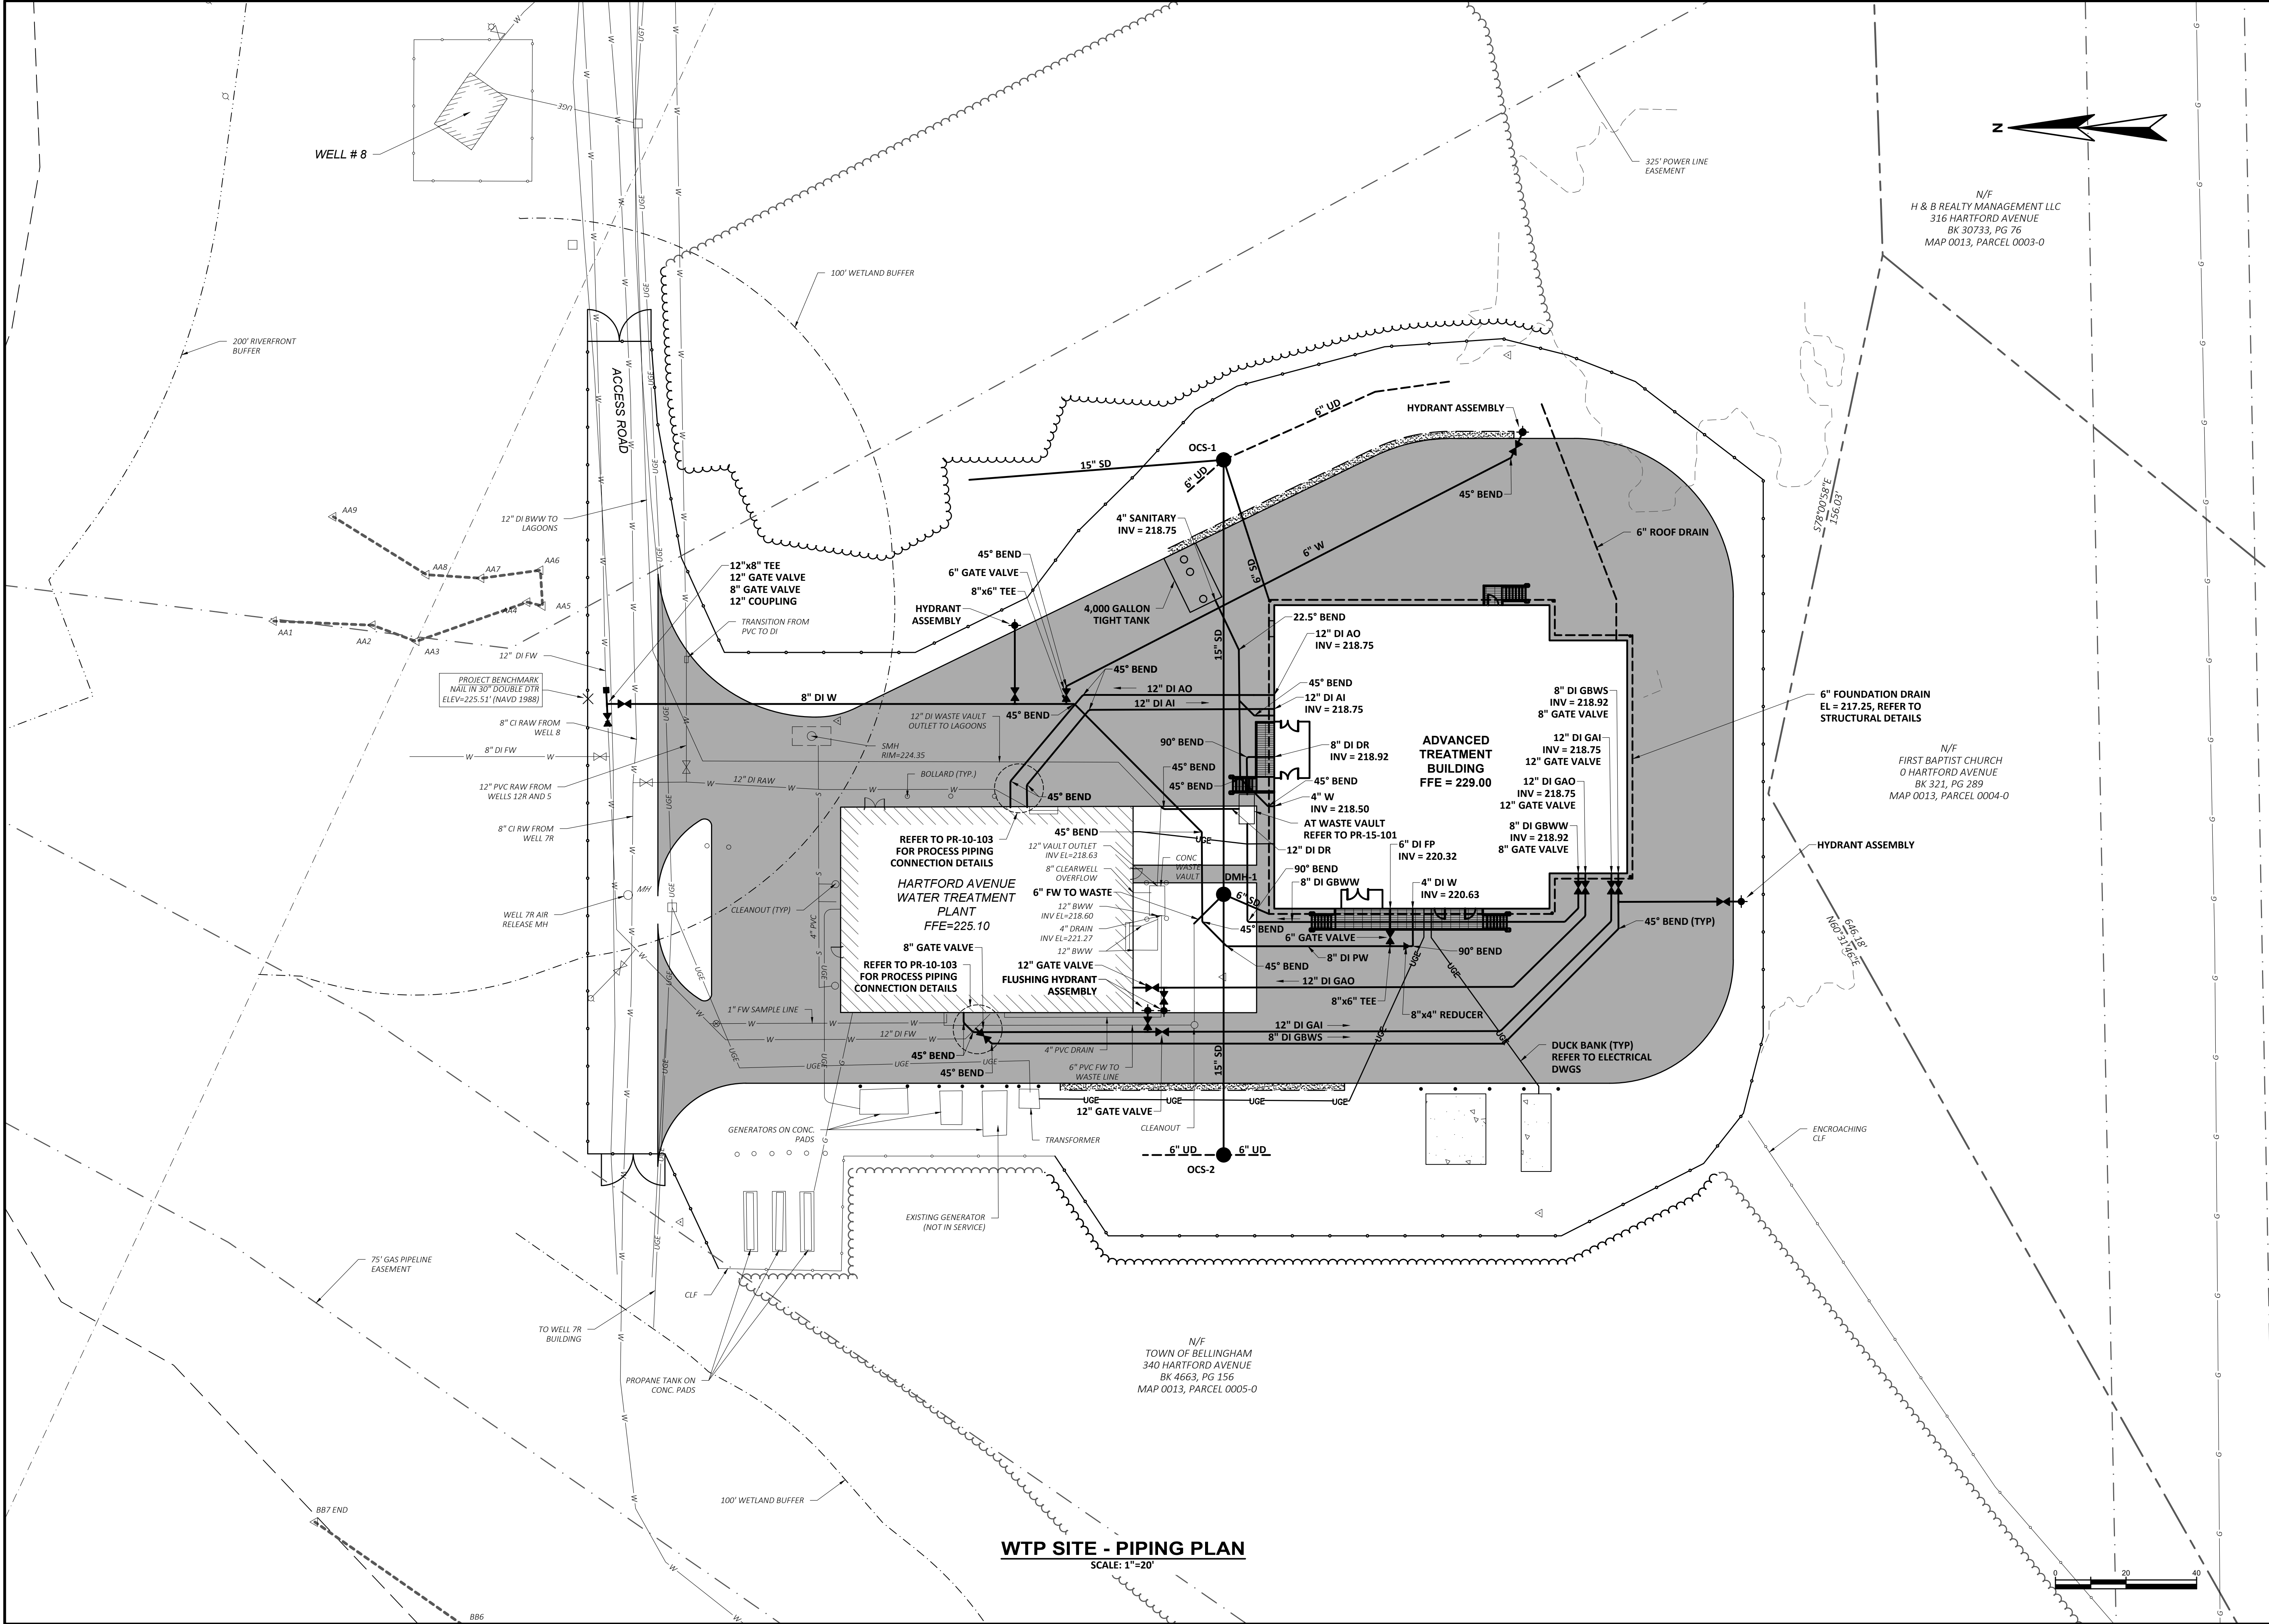 WELL # 8
N
325' POWER LINE
EASEMENT
N/F
H & B REALTY MANAGEMENT LLC
316 HARTFORD AVENUE
BK 30733, PG 76
MAP 0013, PARCEL 0003-0
100' WETLAND BUFFER
200' RIVERFRONT
BUFFER
ACCESS ROAD
HYDRANT ASSEMBLY
6" UD
OCS-1
15" SD
6" UD
45° BEND
S78°00'58"E
156.03'
AA9
12" DI BWW TO
LAGOONS
4" SANITARY
INV = 218.75
6" W
6" ROOF DRAIN
AA8
AA7
AA6
AA5
AA4
AA1
AA2
AA3
45° BEND
6" GATE VALVE
8"x6" TEE
6" SD
12"x8" TEE
12" GATE VALVE
8" GATE VALVE
12" COUPLING
HYDRANT
ASSEMBLY
4,000 GALLON
TIGHT TANK
TRANSITION FROM
PVC TO DI
22.5° BEND
12" DI AO
INV = 218.75
15" SD
12" DI FW
PROJECT BENCHMARK
NAIL IN 30" DOUBLE DTR
ELEV=225.51' (NAVD 1988)
45° BEND
12" DI AO
12" DI AI
45° BEND
12" DI AI
INV = 218.75
8" DI W
45° BEND
8" DI GBWS
INV = 218.92
8" GATE VALVE
6" FOUNDATION DRAIN
EL = 217.25, REFER TO
STRUCTURAL DETAILS
8" CI RAW FROM
WELL 8
12" DI WASTE VAULT
OUTLET TO LAGOONS
SMH
RIM=224.35
8" DI FW
90° BEND
8" DI DR
INV = 218.92
ADVANCED
TREATMENT
BUILDING
FFE = 229.00
12" DI GAI
INV = 218.75
12" GATE VALVE
N/F
FIRST BAPTIST CHURCH
0 HARTFORD AVENUE
BK 321, PG 289
MAP 0013, PARCEL 0004-0
12" PVC RAW FROM
WELLS 12R AND 5
12" DI RAW
BOLLARD (TYP.)
45° BEND
45° BEND
45° BEND
45° BEND
4" W
INV = 218.50
12" DI GAO
INV = 218.75
12" GATE VALVE
8" CI RW FROM
WELL 7R
AT WASTE VAULT
REFER TO PR-15-101
8" DI GBWW
INV = 218.92
8" GATE VALVE
REFER TO PR-10-103
FOR PROCESS PIPING
CONNECTION DETAILS
45° BEND
UGE
12" VAULT OUTLET
INV EL=218.63
CONC
WASTE
VAULT
12" DI DR
6" DI FP
INV = 220.32
HYDRANT ASSEMBLY
8" CLEARWELL
OVERFLOW
90° BEND
HARTFORD AVENUE
WATER TREATMENT
PLANT
FFE=225.10
DMH-1
8" DI GBWW
4" DI W
INV = 220.63
MH
6" FW TO WASTE
6" SD
WELL 7R AIR
RELEASE MH
CLEANOUT (TYP)
12" BWW
INV EL=218.60
4" DRAIN
INV EL=221.27
12" BWW
4" PVC
45° BEND
6" GATE VALVE
90° BEND
45° BEND (TYP)
646.18'
N60°31'46"E
8" GATE VALVE
8" DI PW
45° BEND
REFER TO PR-10-103
FOR PROCESS PIPING
CONNECTION DETAILS
12" GATE VALVE
FLUSHING HYDRANT
ASSEMBLY
12" DI GAO
8"x6" TEE
8"x4" REDUCER
1" FW SAMPLE LINE
12" DI FW
12" DI GAI
8" DI GBWS
45° BEND
45° BEND
4" PVC DRAIN
6" PVC FW TO
WASTE LINE
15" SD
DUCK BANK (TYP)
REFER TO ELECTRICAL
DWGS
UGE UGE UGE UGE
12" GATE VALVE
CLEANOUT
GENERATORS ON CONC.
PADS
TRANSFORMER
ENCROACHING
CLF
6" UD
6" UD
OCS-2
EXISTING GENERATOR
(NOT IN SERVICE)
75' GAS PIPELINE
EASEMENT
CLF
TO WELL 7R
BUILDING
N/F
TOWN OF BELLINGHAM
340 HARTFORD AVENUE
BK 4663, PG 156
MAP 0013, PARCEL 0005-0
PROPANE TANK ON
CONC. PADS
100' WETLAND BUFFER
BB7 END
BB6
WTP SITE - PIPING PLAN
SCALE: 1"=20'
0 20 40